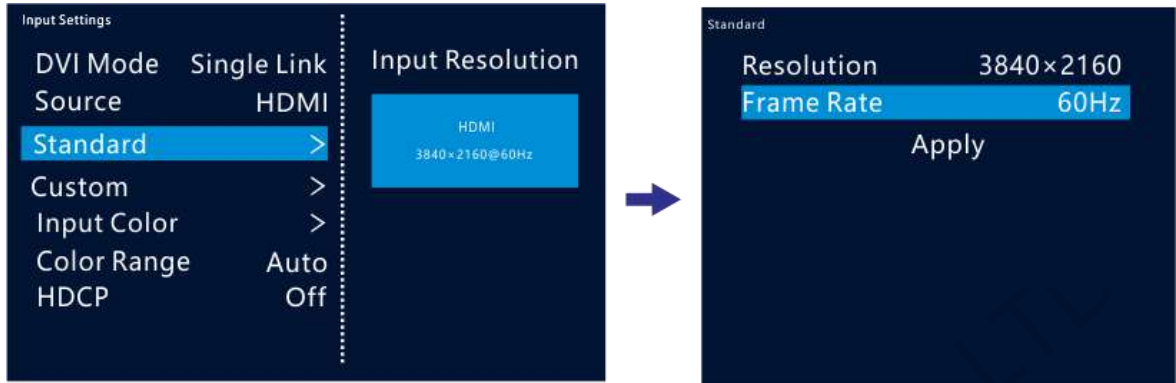 Input Settings
DVI Mode Single Link
Source HDMI
Standard >
Custom >
Input Color >
Color Range Auto
HDCP Off
Input Resolution
HDMI
3840×2160@60Hz
Standard
Resolution 3840×2160
Frame Rate 60Hz
Apply